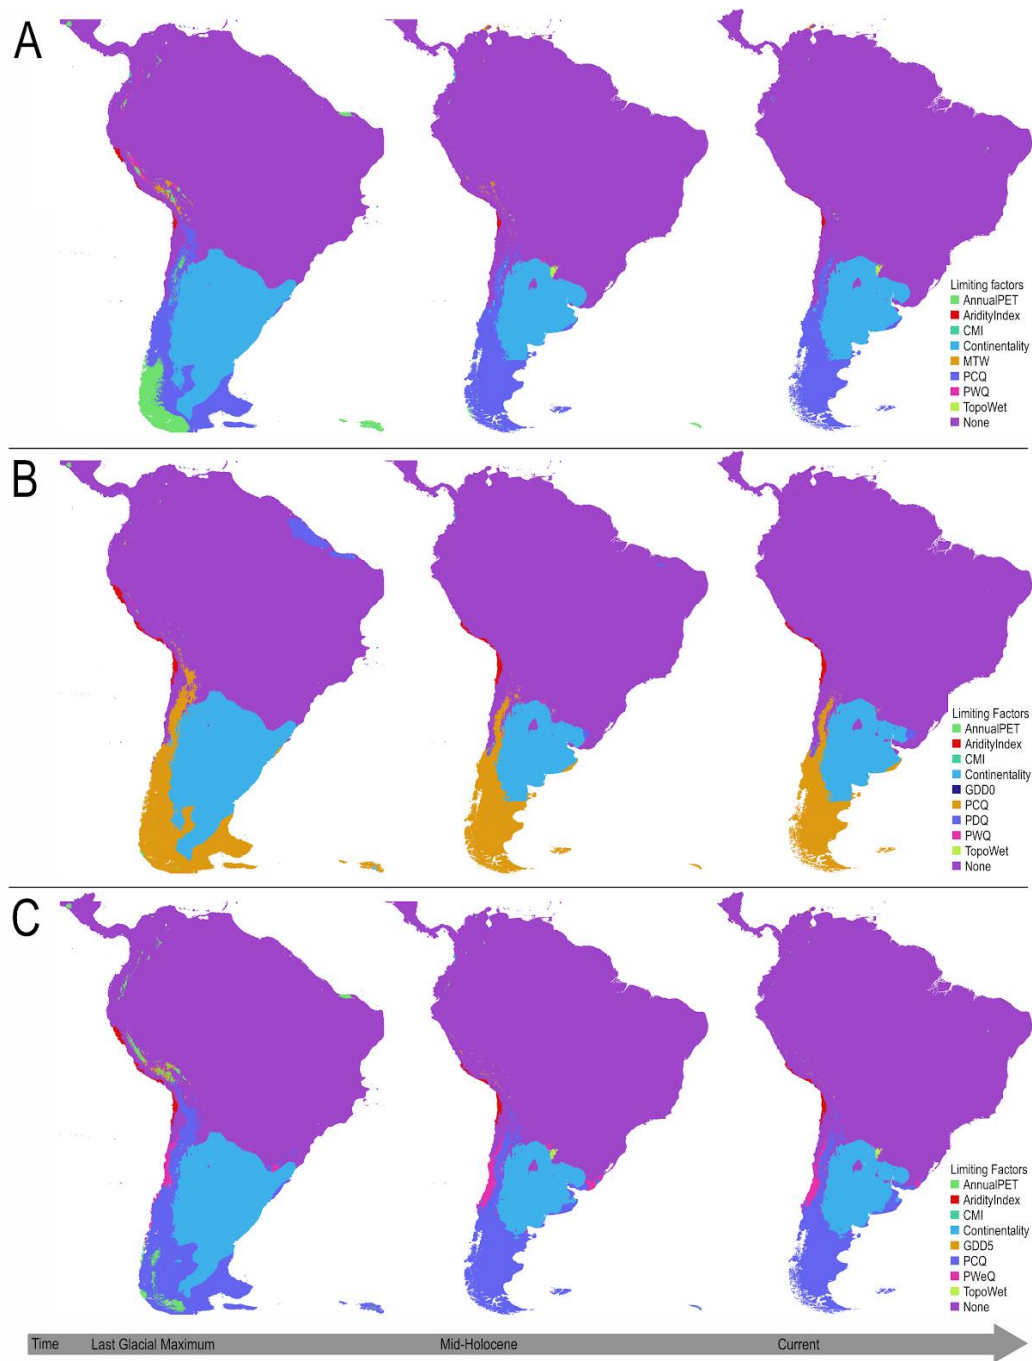 A
Limiting factors
AnnualPET
AridityIndex
CMI
Continentality
MTW
PCQ
PWQ
TopoWet
None
B
Limiting Factors
AnnualPET
AridityIndex
CMI
Continentality
GDD0
PCQ
PDQ
PWQ
TopoWet
None
C
Limiting Factors
AnnualPET
AridityIndex
CMI
Continentality
GDD5
PCQ
PWeQ
TopoWet
None
Time Last Glacial Maximum Mid-Holocene Current